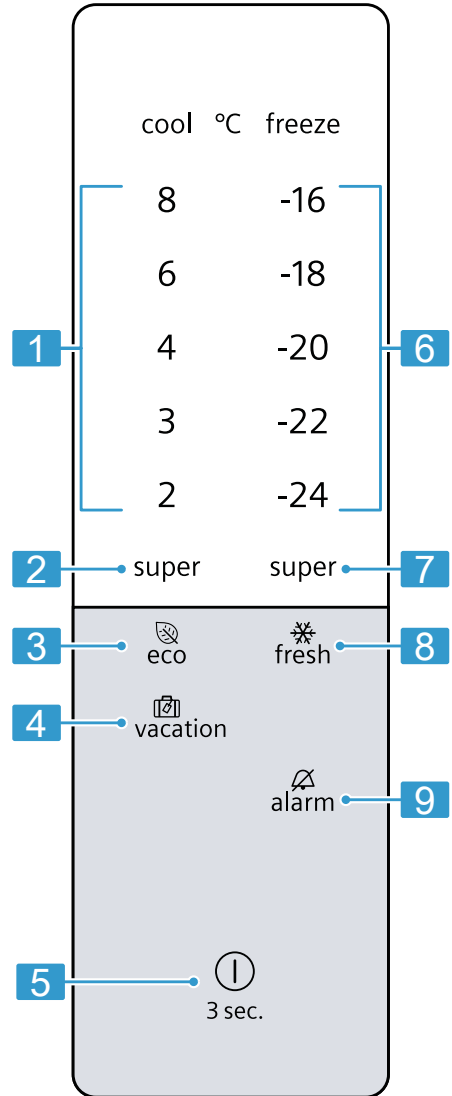 cool °C freeze
8 -16
6 -18
1 4 -20 6
3 -22
2 -24
2 super super 7
3 eco fresh 8
4 vacation
alarm 9
5
3 sec.